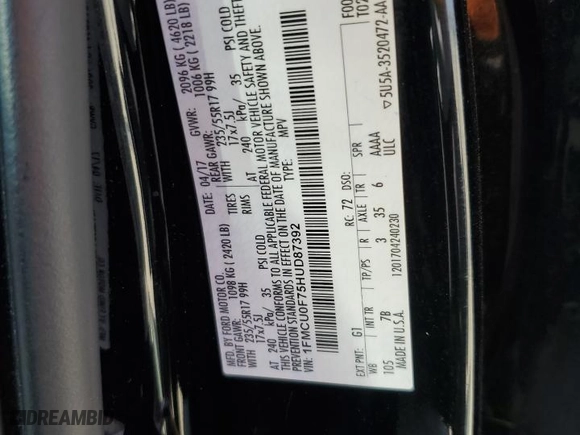 MFD. BY FORD MOTOR CO.
04/17
GVWR: 2096 KG ( 4620 LB)
FRONT GAWR: 1098 KG ( 2420 LB)
REAR GAWR: 1006 KG ( 2218 LB)
WITH 235/55R17 99H TIRES WITH 235/55R17 99H
17x7.5J RIMS 17x7.5J
AT 240 kPa/ 35 PSI COLD AT 240 kPa/ 35 PSI COLD
THIS VEHICLE CONFORMS TO ALL APPLICABLE FEDERAL MOTOR VEHICLE SAFETY AND THEFT
PREVENTION STANDARDS IN EFFECT ON THE DATE OF MANUFACTURE SHOWN ABOVE.
VIN: 1FMCU0F75HUD87392
TYPE: MPV
EXT PNT: G1 RC: 72 DSO:
WB INT TR TP/PS R AXLE TR SPR
105 7B 3 35 6 AAAA
ULC
MADE IN U.S.A. 1201704240230
▽5U5A-3520472-AA
IDREAMBID